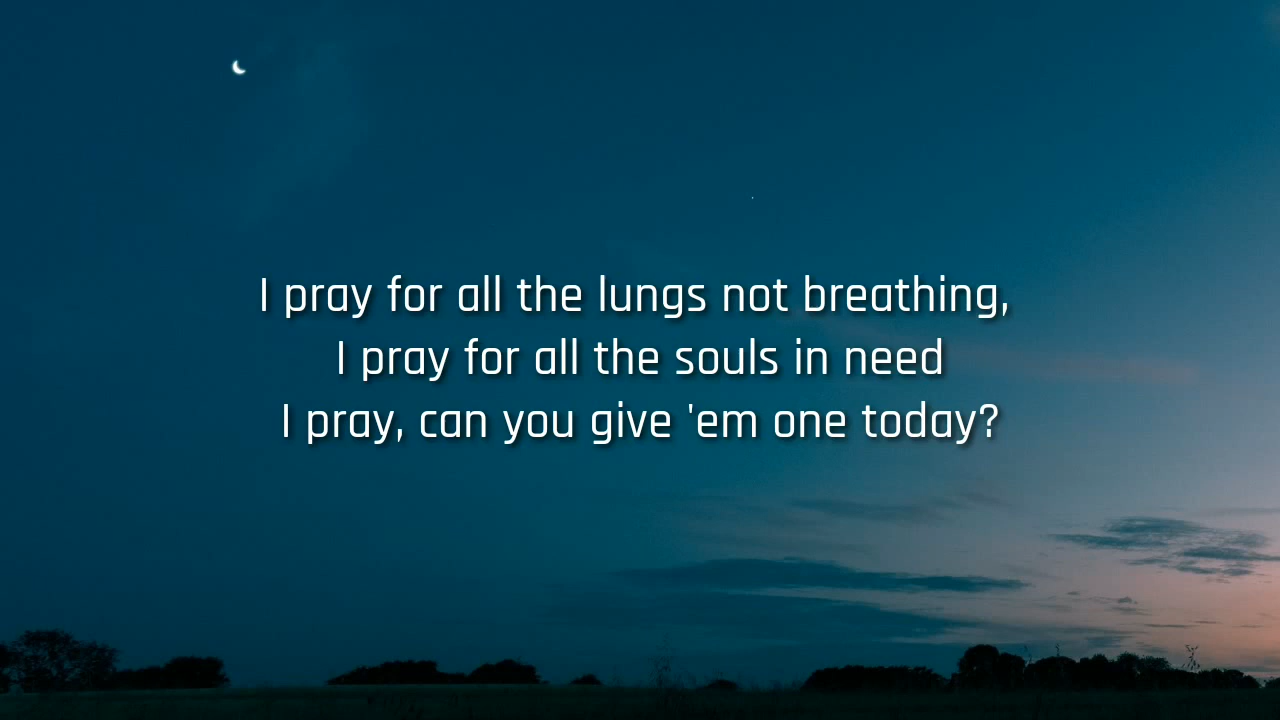 I pray for all the lungs not breathing,
I pray for all the souls in need
I pray, can you give 'em one today?